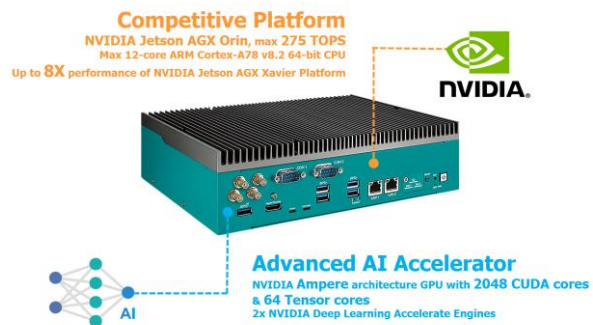 Competitive Platform
NVIDIA Jetson AGX Orin, max 275 TOPS
Max 12-core ARM Cortex-A78 v8.2 64-bit CPU
Up to 8X performance of NVIDIA Jetson AGX Xavier Platform
NVIDIA.
AI
Advanced AI Accelerator
NVIDIA Ampere architecture GPU with 2048 CUDA cores
& 64 Tensor cores
2x NVIDIA Deep Learning Accelerate Engines